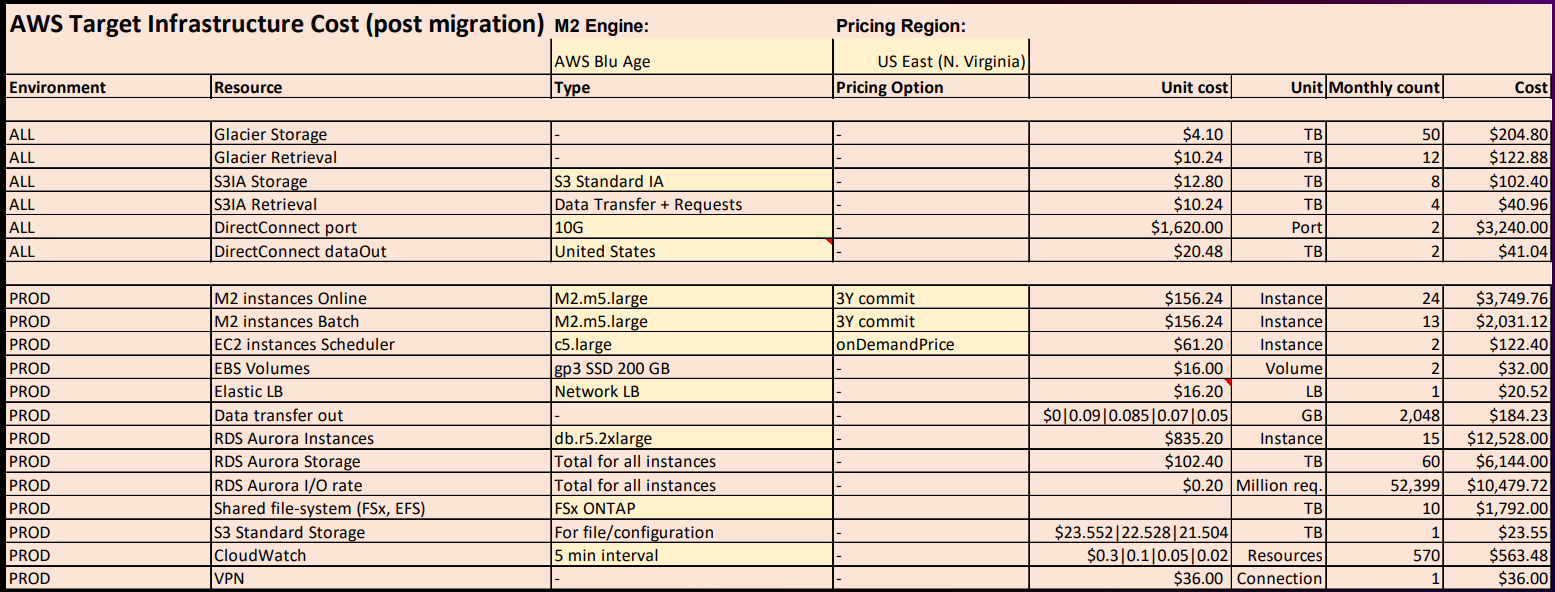 AWS Target Infrastructure Cost (post migration) M2 Engine: Pricing Region:
AWS Blu Age US East (N. Virginia)
Environment Resource Type Pricing Option Unit cost Unit Monthly count Cost
ALL Glacier Storage - - $4.10 TB 50 $204.80
ALL Glacier Retrieval - - $10.24 TB 12 $122.88
ALL S3IA Storage S3 Standard IA - $12.80 TB 8 $102.40
ALL S3IA Retrieval Data Transfer + Requests - $10.24 TB 4 $40.96
ALL DirectConnect port 10G - $1,620.00 Port 2 $3,240.00
ALL DirectConnect dataOut United States - $20.48 TB 2 $41.04
PROD M2 instances Online M2.m5.large 3Y commit $156.24 Instance 24 $3,749.76
PROD M2 instances Batch M2.m5.large 3Y commit $156.24 Instance 13 $2,031.12
PROD EC2 instances Scheduler c5.large onDemandPrice $61.20 Instance 2 $122.40
PROD EBS Volumes gp3 SSD 200 GB - $16.00 Volume 2 $32.00
PROD Elastic LB Network LB - $16.20 LB 1 $20.52
PROD Data transfer out - - $0|0.09|0.085|0.07|0.05 GB 2,048 $184.23
PROD RDS Aurora Instances db.r5.2xlarge - $835.20 Instance 15 $12,528.00
PROD RDS Aurora Storage Total for all instances - $102.40 TB 60 $6,144.00
PROD RDS Aurora I/O rate Total for all instances - $0.20 Million req. 52,399 $10,479.72
PROD Shared file-system (FSx, EFS) FSx ONTAP - TB 10 $1,792.00
PROD S3 Standard Storage For file/configuration - $23.552|22.528|21.504 TB 1 $23.55
PROD CloudWatch 5 min interval - $0.3|0.1|0.05|0.02 Resources 570 $563.48
PROD VPN - - $36.00 Connection 1 $36.00